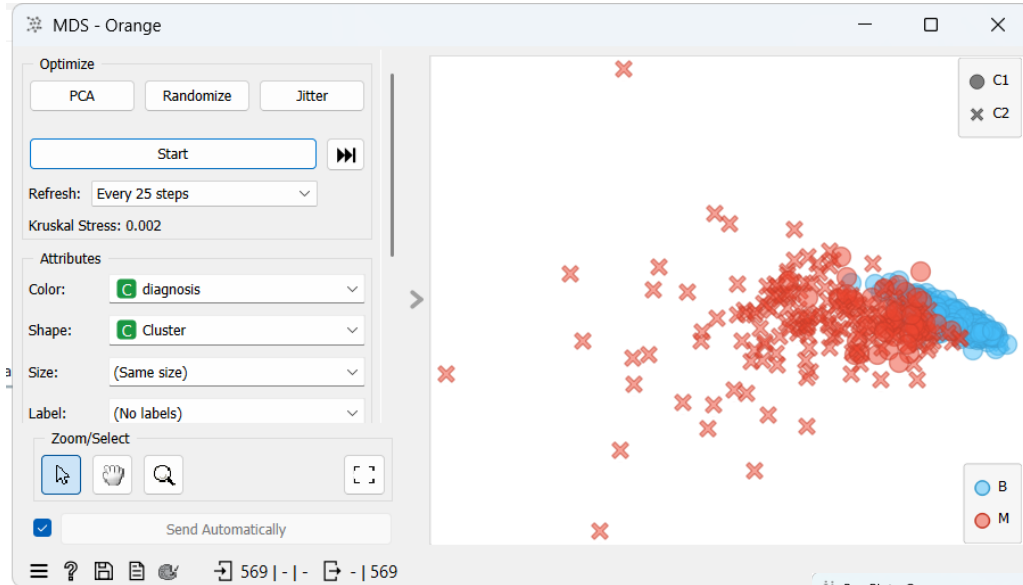 MDS - Orange
Optimize
PCA Randomize Jitter
Start
Refresh: Every 25 steps
Kruskal Stress: 0.002
Attributes
Color: C diagnosis
Shape: C Cluster
Size: (Same size)
Label: (No labels)
Zoom/Select
Send Automatically
569 | - | - - | 569
C1
C2
B
M